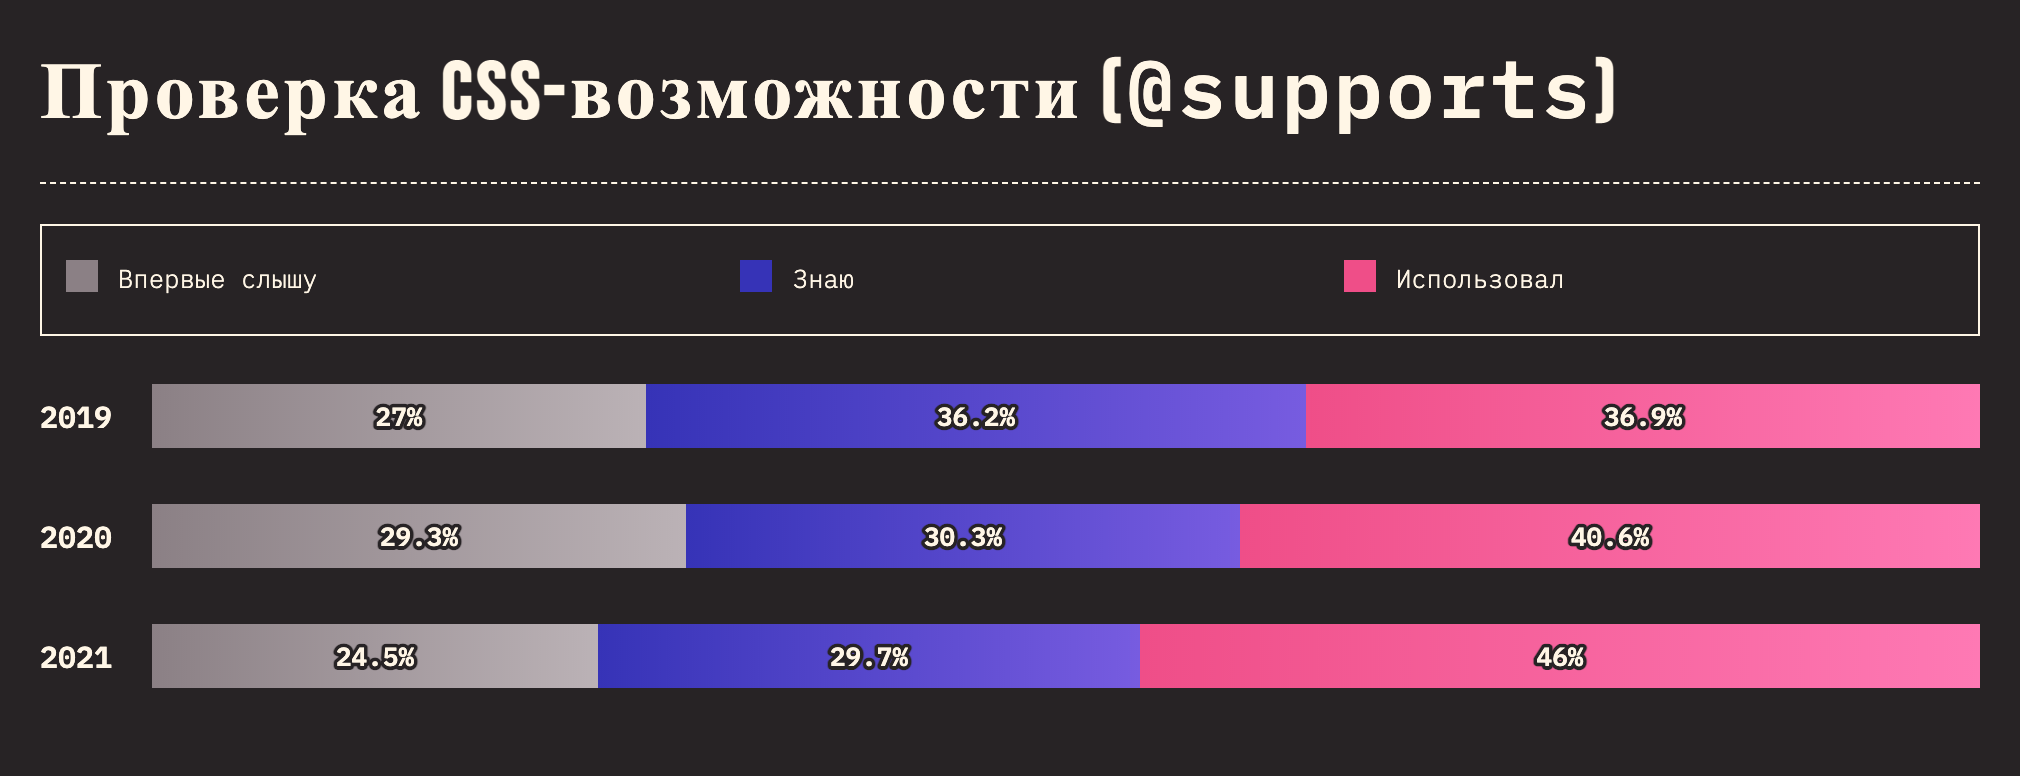 Проверка CSS-возможности (@supports)
Впервые слышу Знаю Использовал
2019 27% 36.2% 36.9%
2020 29.3% 30.3% 40.6%
2021 24.5% 29.7% 46%